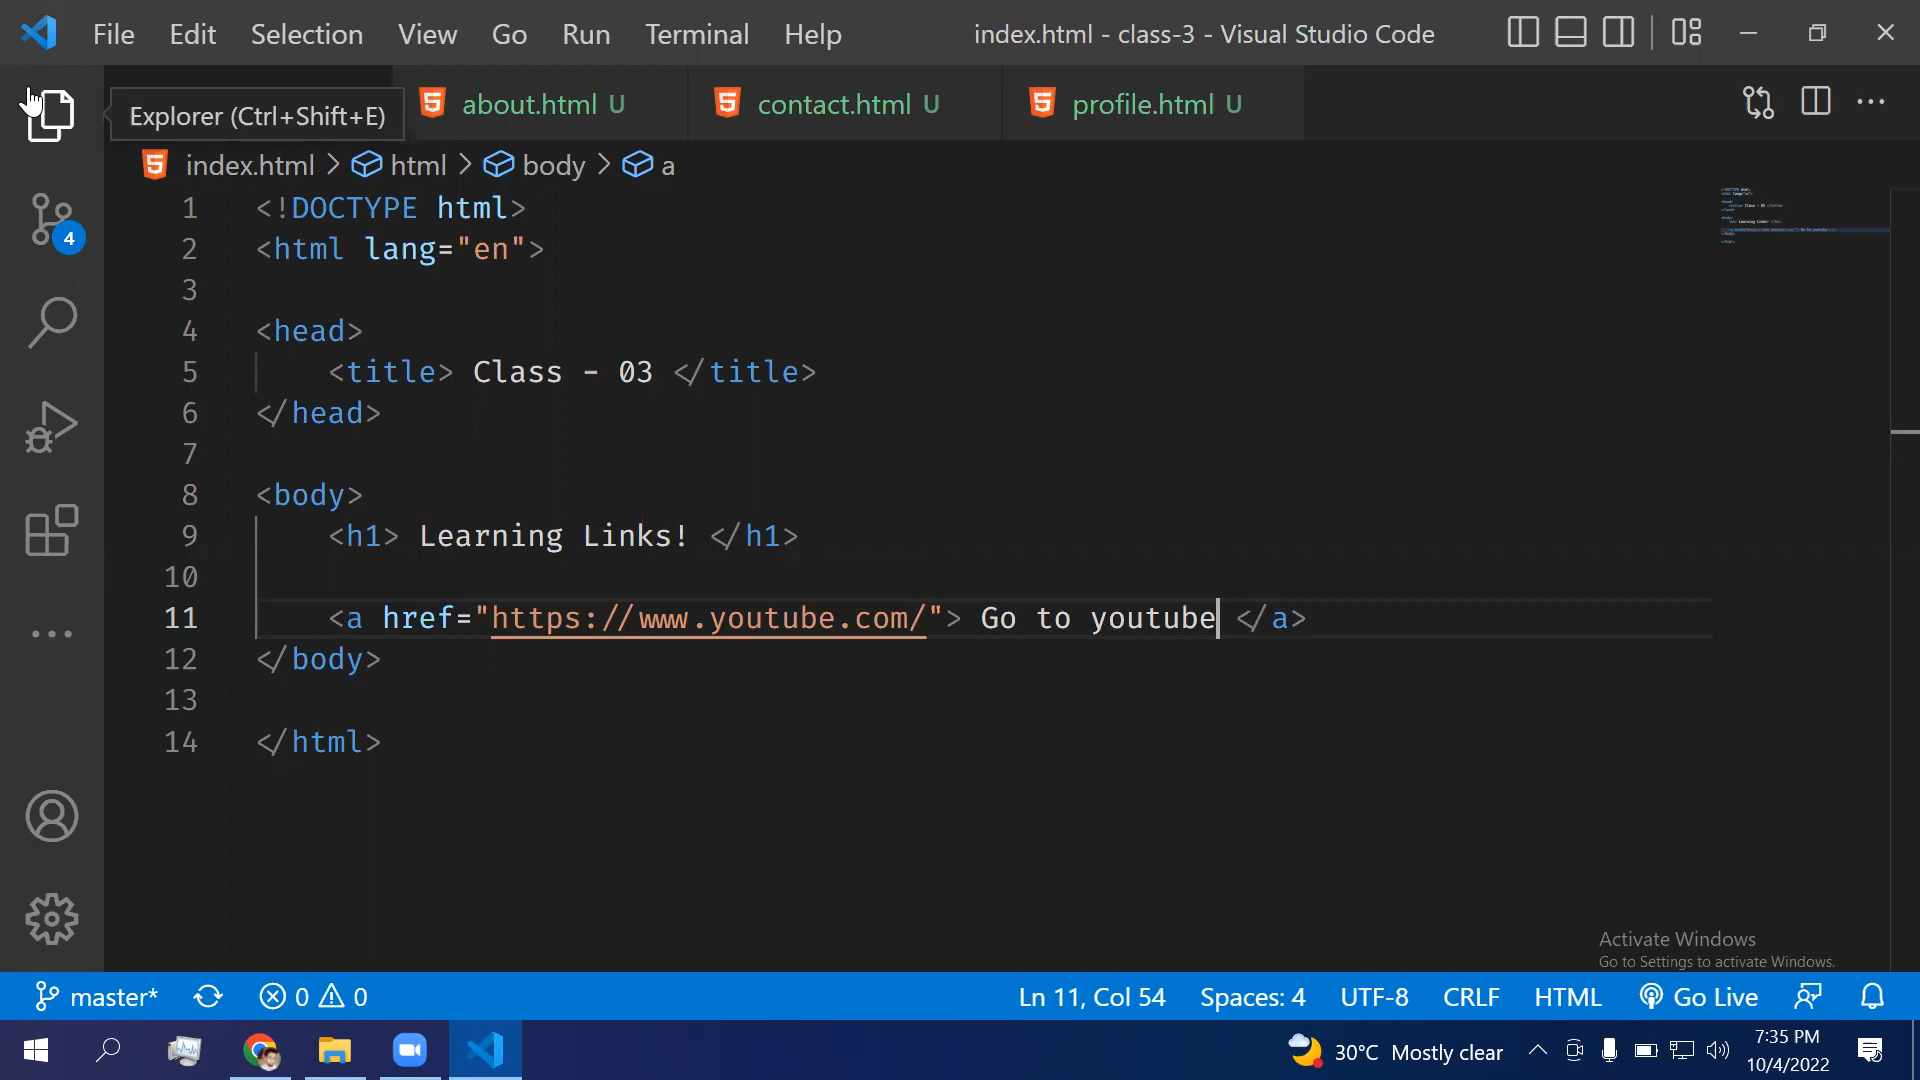 File Edit Selection View Go Run Terminal Help index.html - class-3 - Visual Studio Code
Explorer (Ctrl+Shift+E) about.html U contact.html U profile.html U
index.html > html > body > a
4
1 <!DOCTYPE html>
2 <html lang="en">
3
4 <head>
5 <title> Class - 03 </title>
6 </head>
7
8 <body>
9 <h1> Learning Links! </h1>
10
11 <a href="https://www.youtube.com/"> Go to youtube </a>
12 </body>
13
14 </html>
Activate Windows
Go to Settings to activate Windows.
master* 0 0 Ln 11, Col 54 Spaces: 4 UTF-8 CRLF HTML Go Live
30°C Mostly clear 7:35 PM
10/4/2022